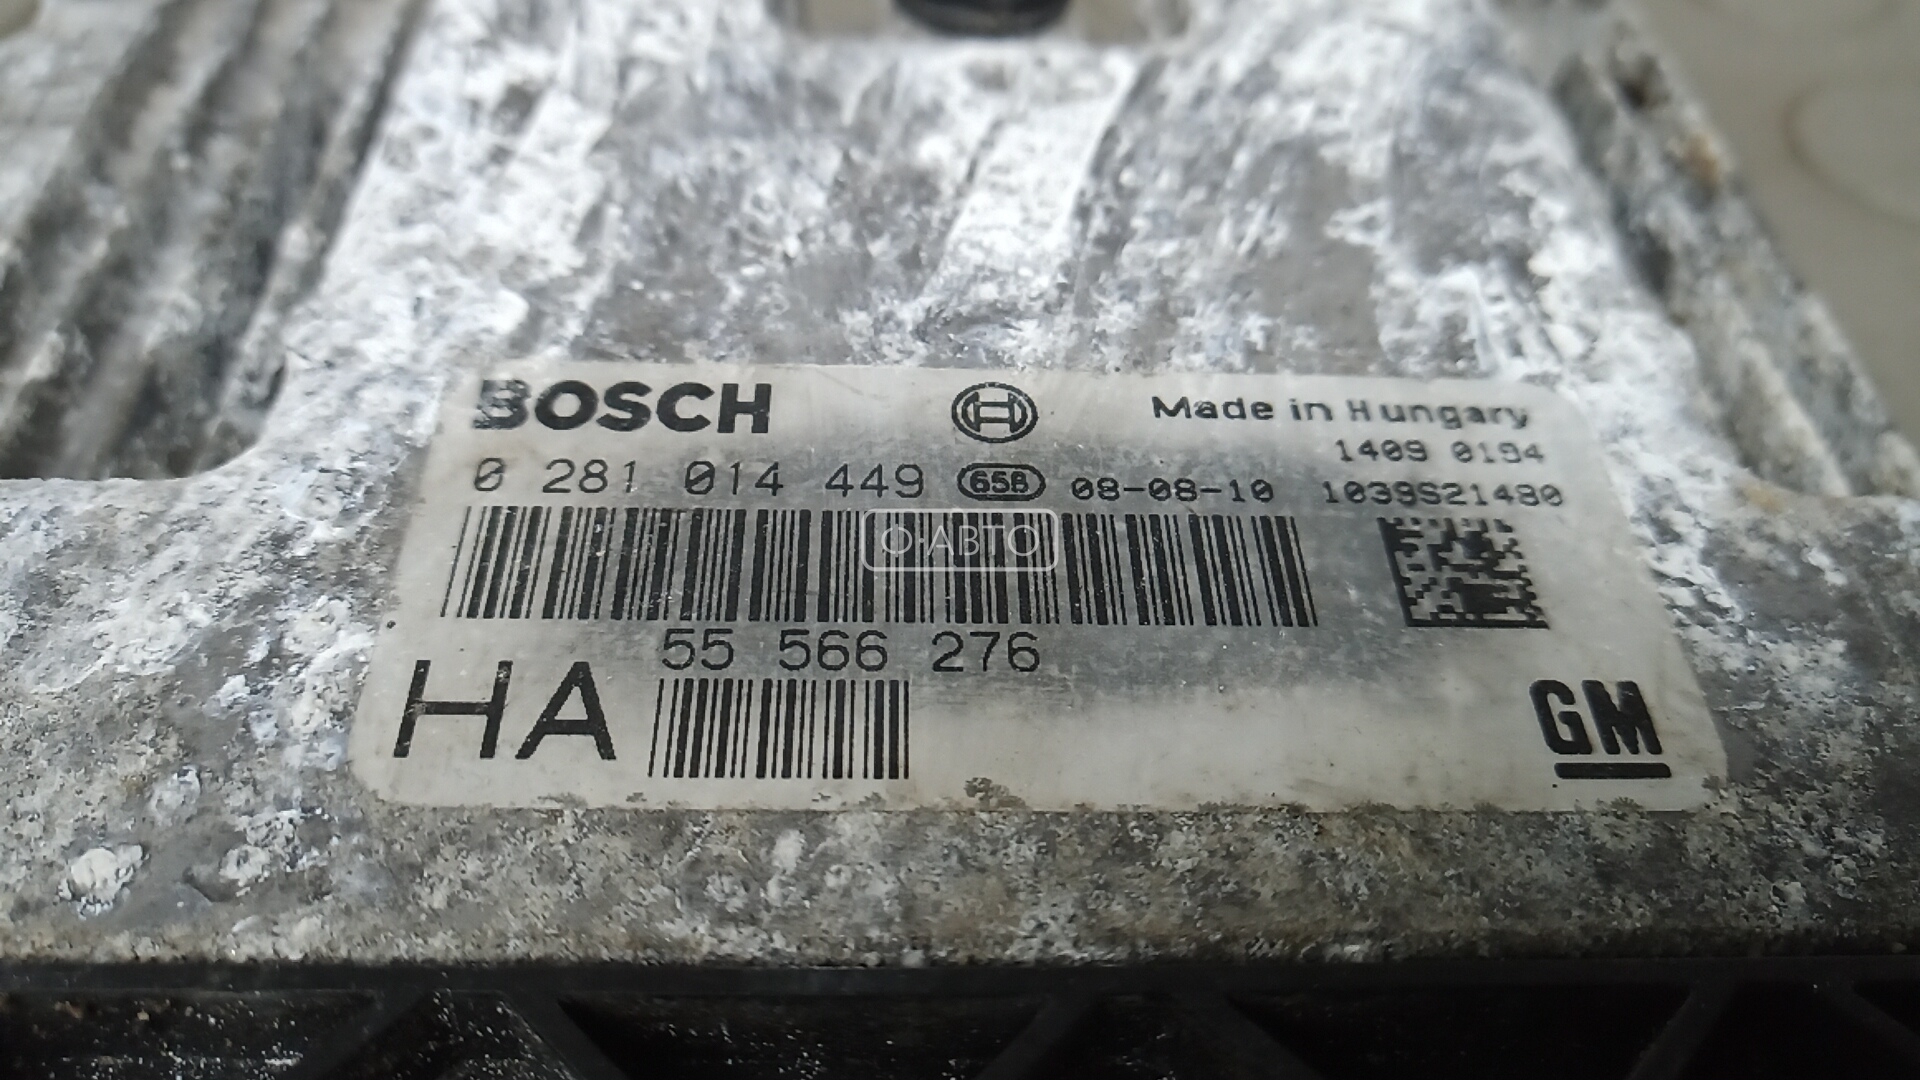 BOSCH
Made in Hungary
1409 0194
0 281 014 449 65B 08-08-10 1039S21480
О·АВТО
55 566 276
HA
GM